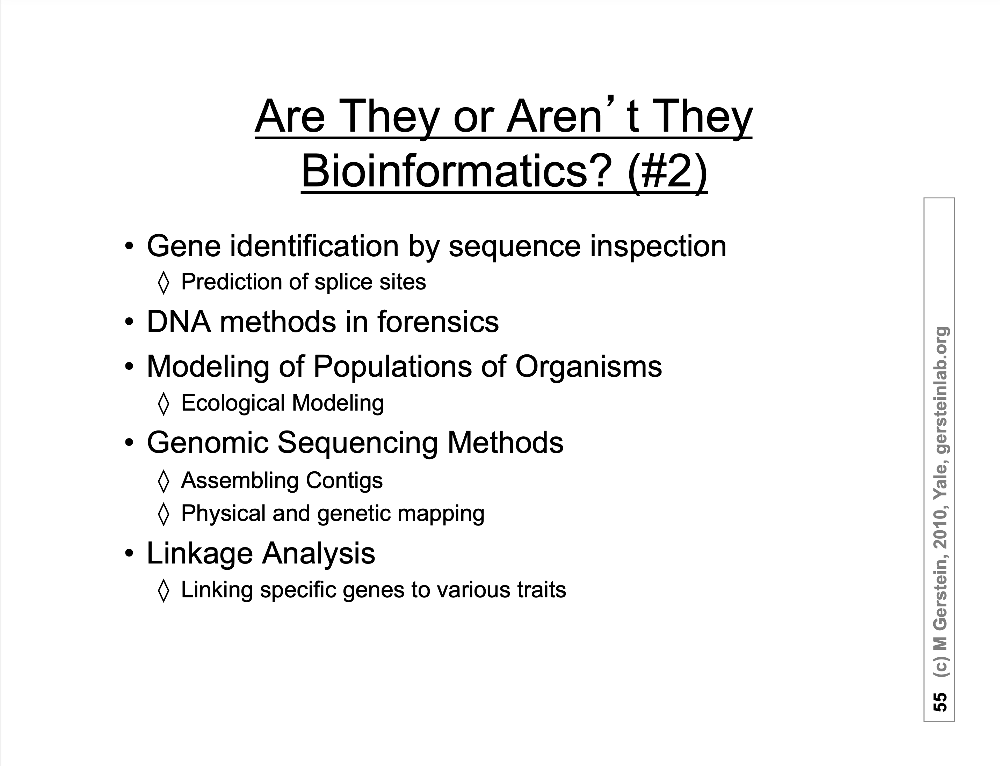 Are They or Aren’t They
Bioinformatics? (#2)
• Gene identification by sequence inspection
◊ Prediction of splice sites
• DNA methods in forensics
• Modeling of Populations of Organisms
◊ Ecological Modeling
• Genomic Sequencing Methods
◊ Assembling Contigs
◊ Physical and genetic mapping
• Linkage Analysis
◊ Linking specific genes to various traits
55 (c) M Gerstein, 2010, Yale, gersteinlab.org